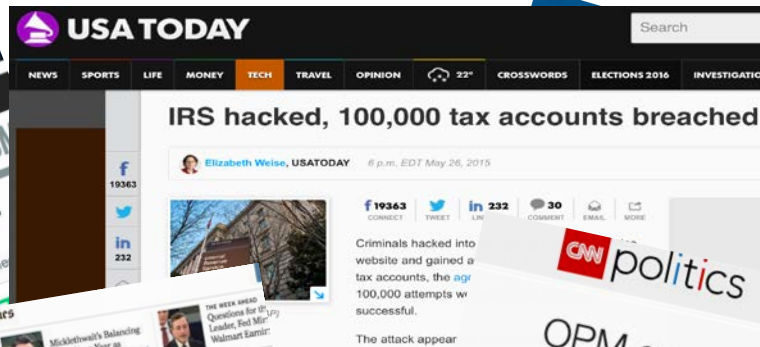 USA TODAY
Search
NEWS SPORTS LIFE MONEY TECH TRAVEL OPINION 22° CROSSWORDS ELECTIONS 2016
IRS hacked, 100,000 tax accounts breached
Elizabeth Weise, USATODAY 6 p.m. EDT May 26, 2015
f
19363
in
232
f 19363
CONNECT
TWEET
in 232
30
COMMENT
EMAIL
MORE
Criminals hacked into
website and gained
tax accounts, the
100,000 attempts
successful.
The attack appear
CNN politics
OPM
THE WEEK AHEAD
Questions for
Leader, Fed
Walmart
Micklethwait's Balancing